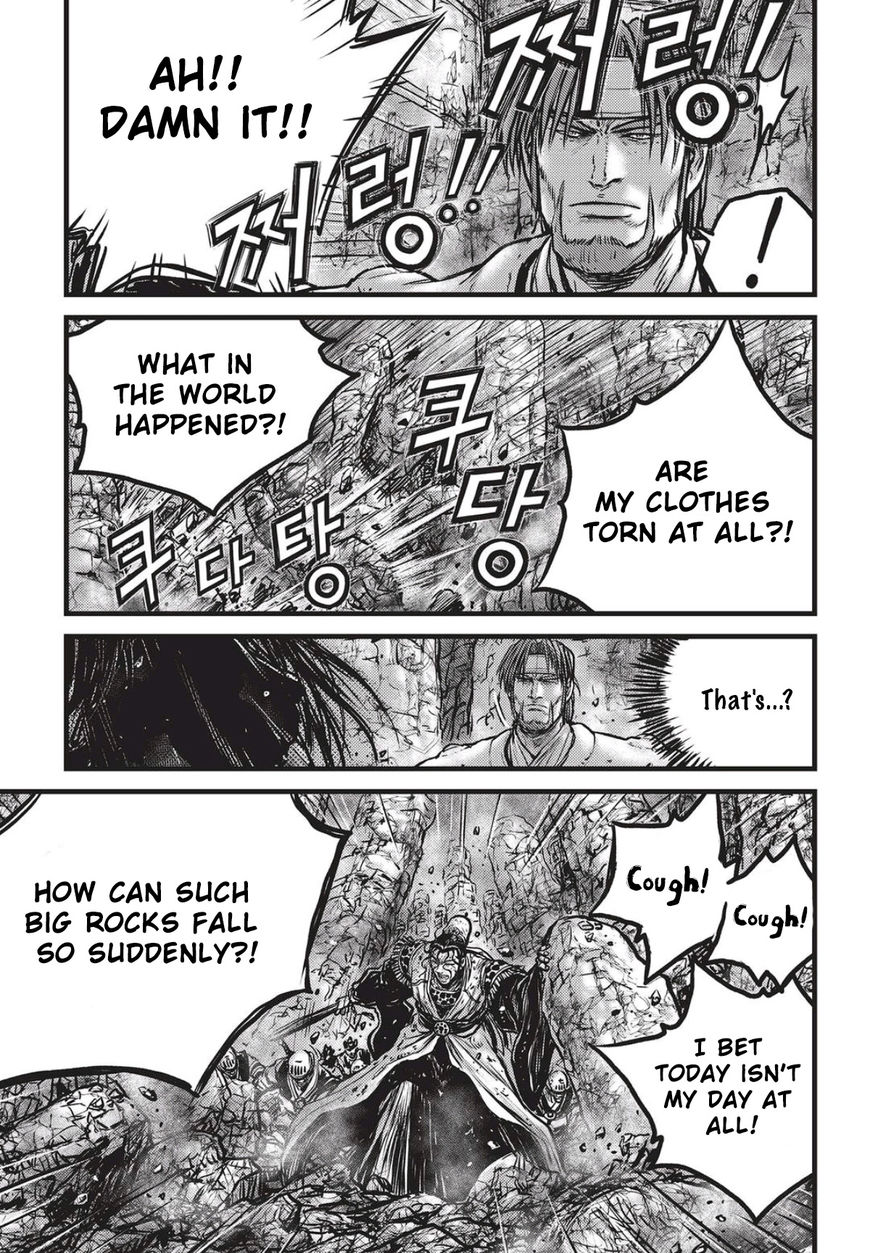 AH!!
DAMN IT!!
쩌렁!!
쩌렁!!
!
WHAT IN
THE WORLD
HAPPENED?!
쿠당
쿠다탕
ARE
MY CLOTHES
TORN AT ALL?!
That's...?
HOW CAN SUCH
BIG ROCKS FALL
SO SUDDENLY?!
Cough!
Cough!
I BET
TODAY ISN'T
MY DAY AT
ALL!